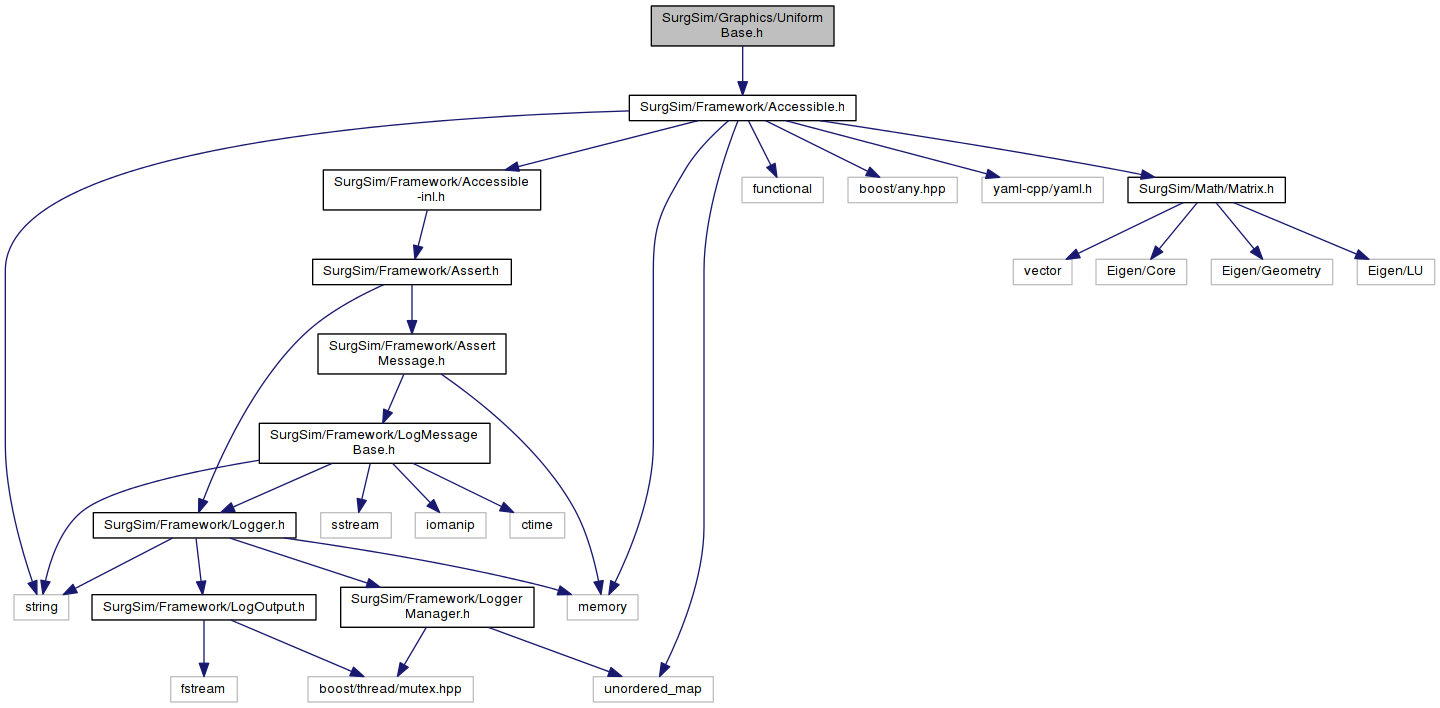 SurgSim/Graphics/Uniform
Base.h
SurgSim/Framework/Accessible.h
SurgSim/Framework/Accessible
-inl.h
functional
boost/any.hpp
yaml-cpp/yaml.h
SurgSim/Math/Matrix.h
SurgSim/Framework/Assert.h
vector
Eigen/Core
Eigen/Geometry
Eigen/LU
SurgSim/Framework/Assert
Message.h
SurgSim/Framework/LogMessage
Base.h
SurgSim/Framework/Logger.h
sstream
iomanip
ctime
string
SurgSim/Framework/LogOutput.h
SurgSim/Framework/Logger
Manager.h
memory
fstream
boost/thread/mutex.hpp
unordered_map